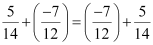 5/14 + (-7/12) = (-7/12) + 5/14